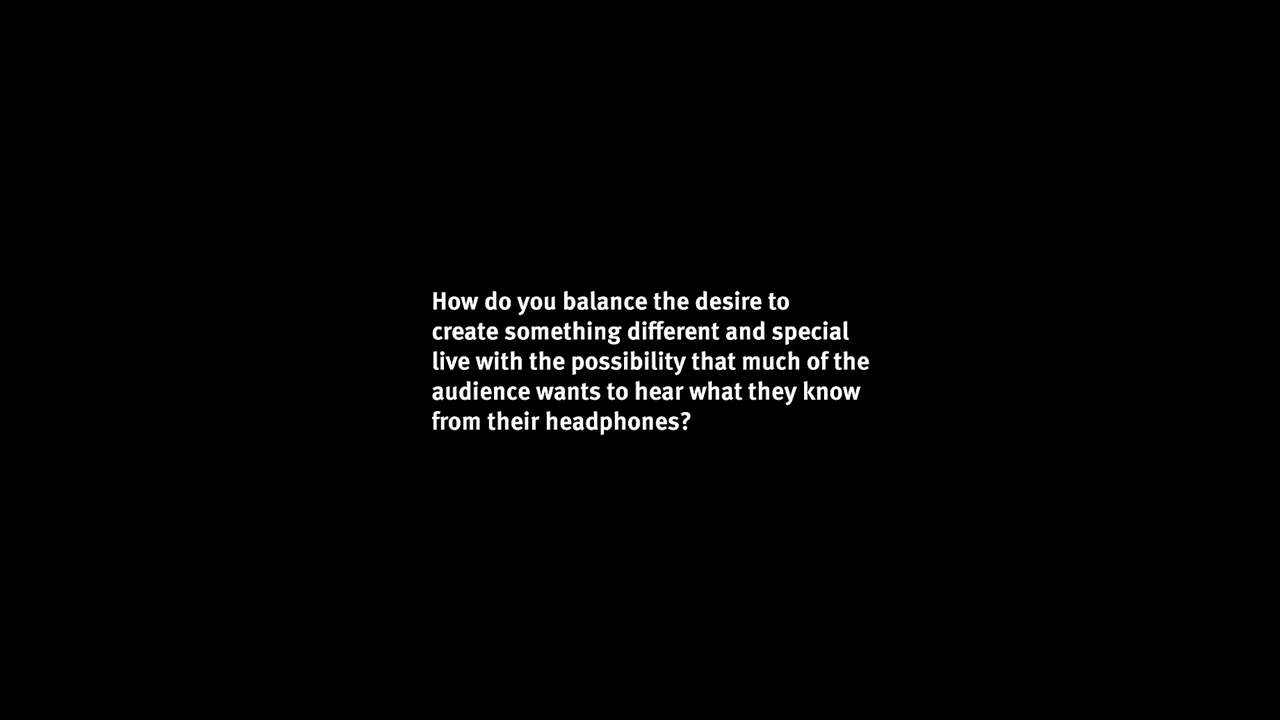 How do you balance the desire to
create something different and special
live with the possibility that much of the
audience wants to hear what they know
from their headphones?